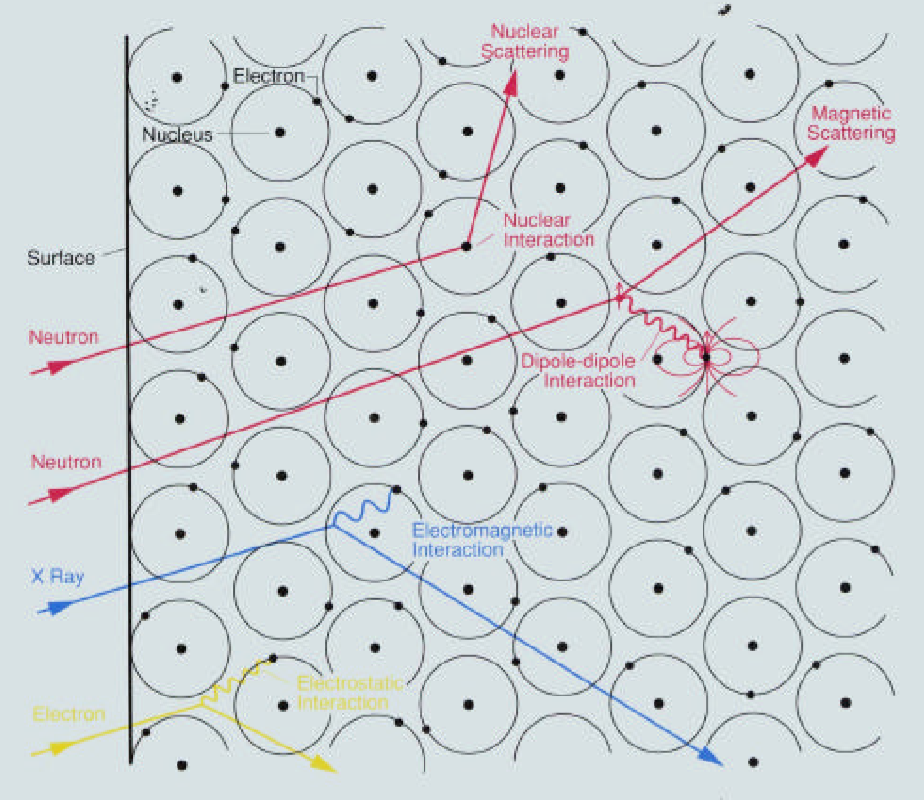 Nuclear
Scattering
Electron
Magnetic
Scattering
Nucleus
Nuclear
Interaction
Surface
Neutron
Dipole-dipole
Interaction
Neutron
Electromagnetic
Interaction
X Ray
Electrostatic
Interaction
Electron